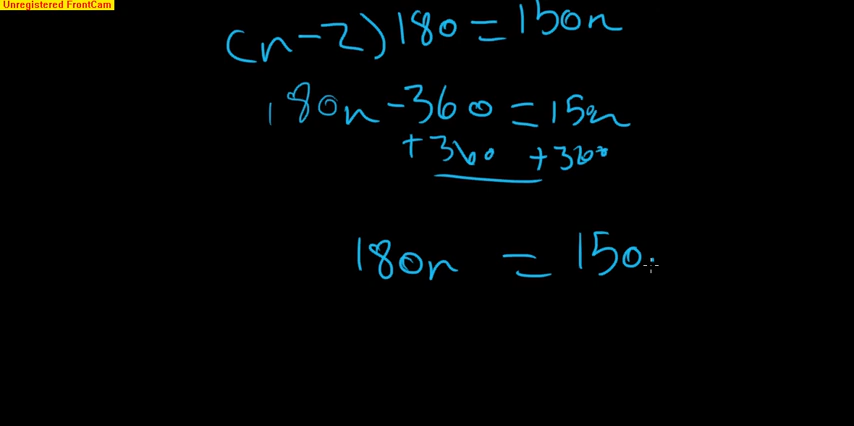 Unregistered FrontCam
(n-2)180=150n
180n-360=150n
+360 +360
180n = 150